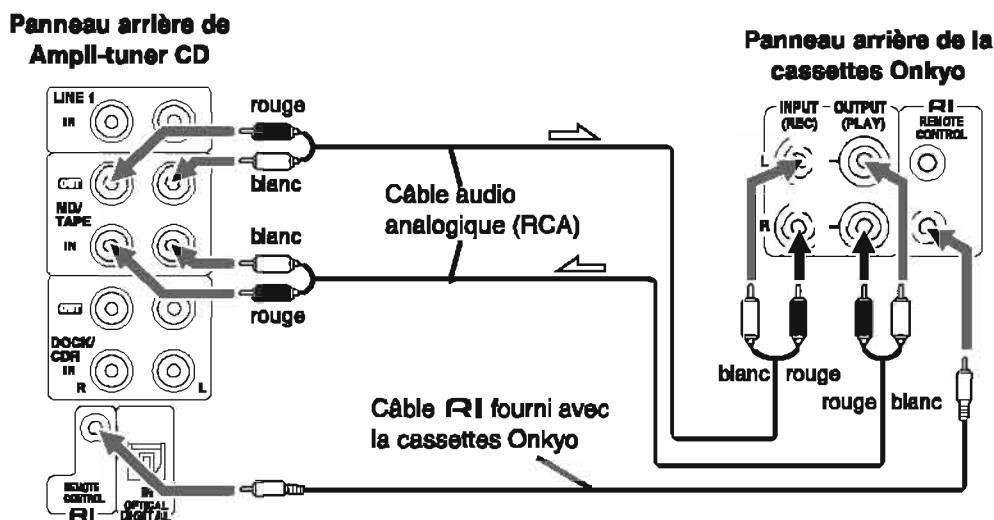 Panneau arrière de
Ampli-tuner CD
LINE 1
IN
OUT
MD/
TAPE
IN
OUT
DOCK/
CDR
IN
R
L
REMOTE
CONTROL
RI
IN
OPTICAL
DIGITAL
rouge
blanc
Câble audio
analogique (RCA)
blanc
rouge
Câble RI fourni avec
la cassettes Onkyo
Panneau arrière de la
cassettes Onkyo
INPUT
(REC)
OUTPUT
(PLAY)
RI
REMOTE
CONTROL
L
R
blanc rouge
rouge blanc